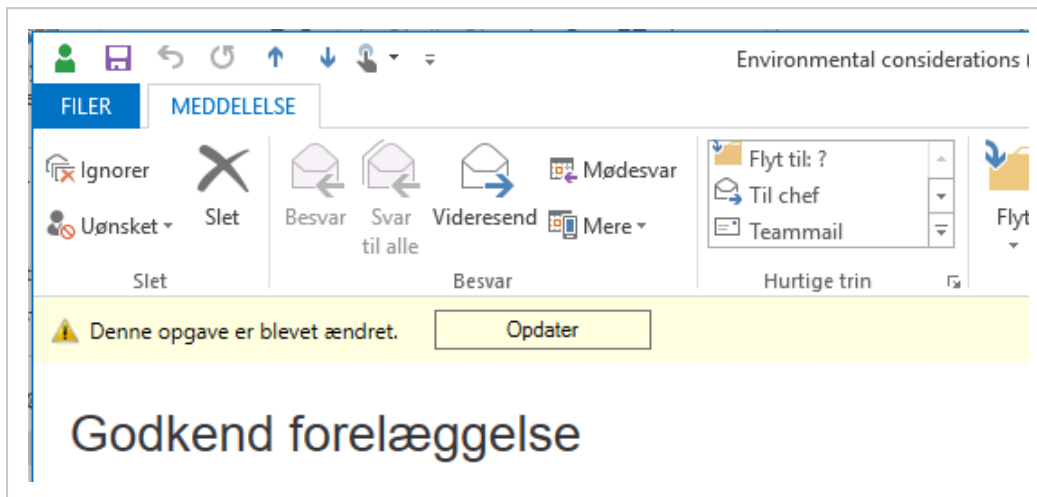 Environmental considerations (
FILER MEDDELELSE
Ignorer
Uønsket
Slet
Slet
Besvar
Svar til alle
Videresend
Mødesvar
Mere
Besvar
Flyt til: ?
Til chef
Teammail
Hurtige trin
Flyt
Denne opgave er blevet ændret. Opdater
Godkend forelæggelse